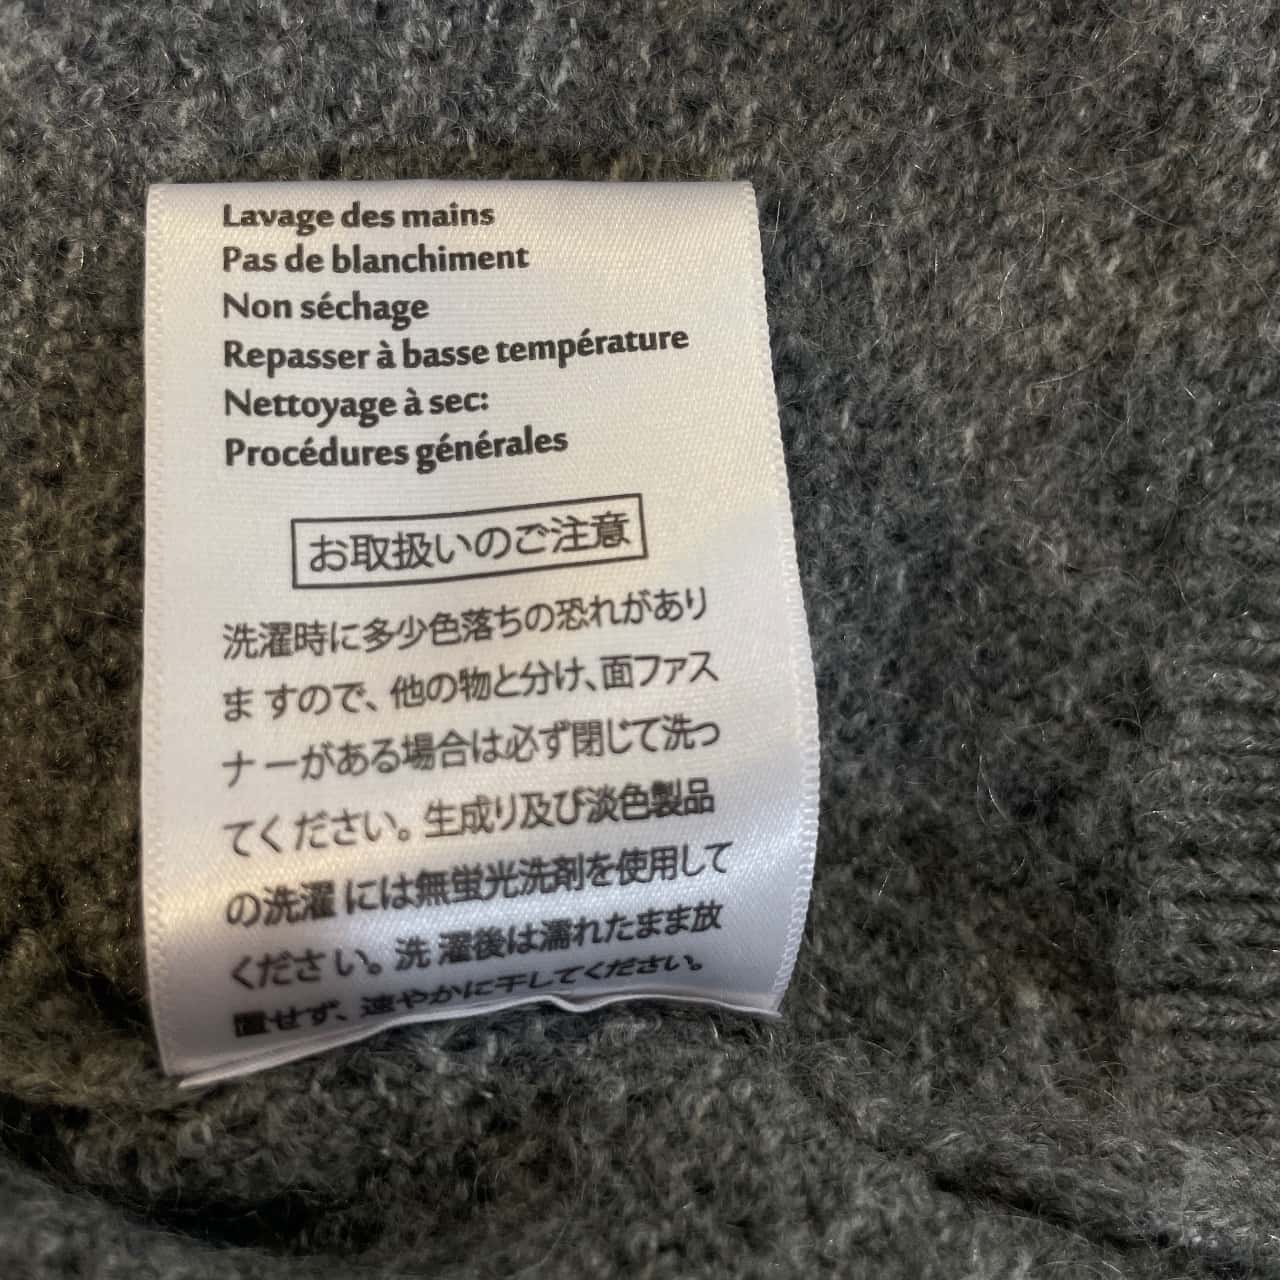 Lavage des mains
Pas de blanchiment
Non séchage
Repasser à basse température
Nettoyage à sec:
Procédures générales
お取扱いのご注意
洗濯時に多少色落ちの恐れがあり
ま すので、他の物と分け、面ファス
ナーがある場合は必ず閉じて洗っ
てください。生成り及び淡色製品
の洗濯 には無蛍光洗剤を使用して
ください。洗 濯後は濡れたまま放
置せず、速やかに干してください。